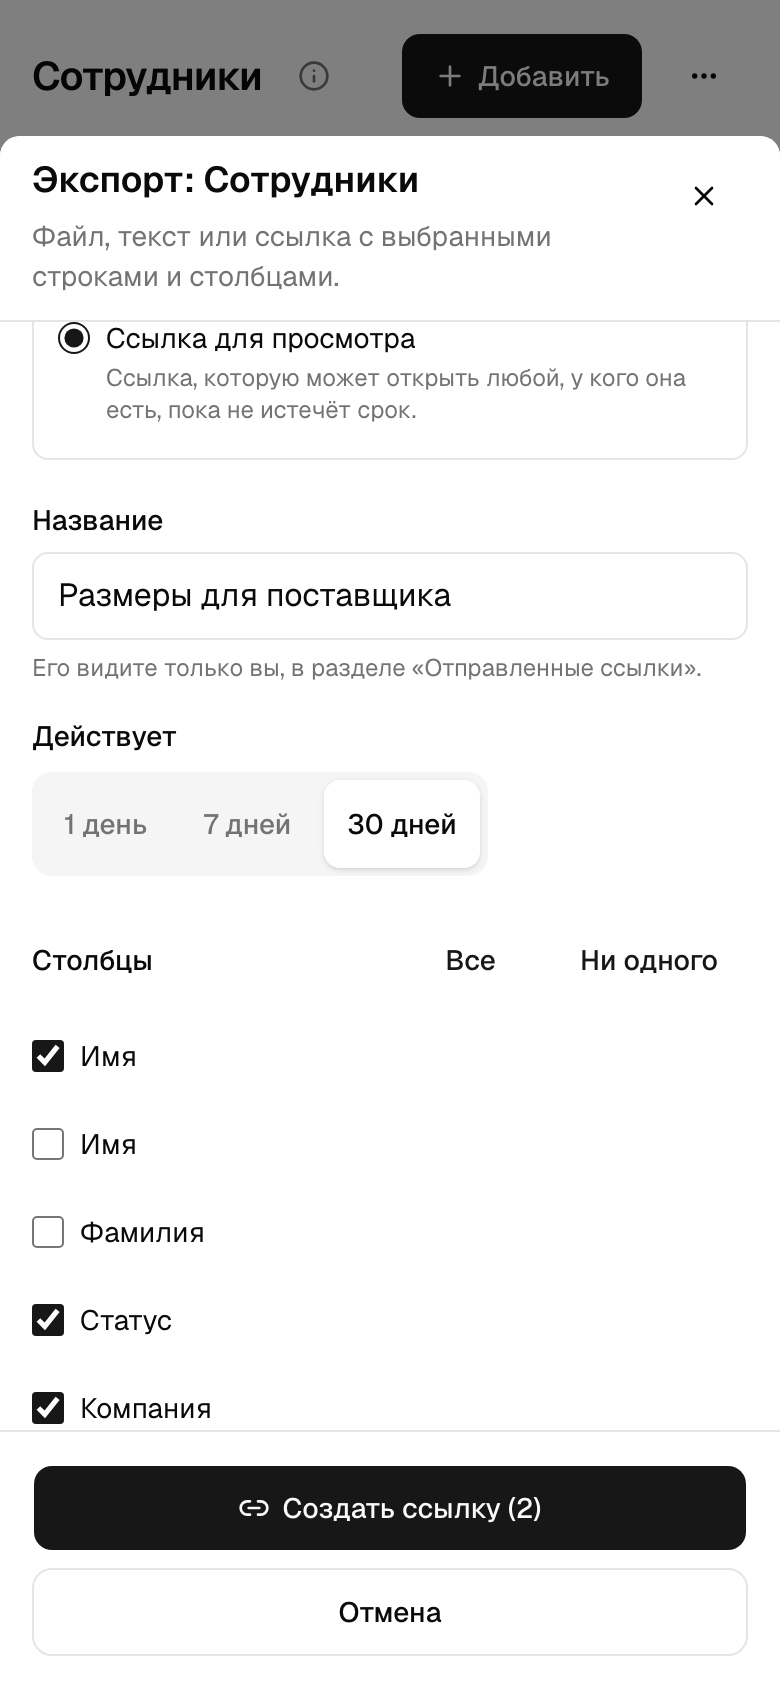 Сотрудники
Добавить
Экспорт: Сотрудники
Файл, текст или ссылка с выбранными
строками и столбцами.
Ссылка для просмотра
Ссылка, которую может открыть любой, у кого она
есть, пока не истечёт срок.
Название
Размеры для поставщика
Его видите только вы, в разделе «Отправленные ссылки».
Действует
1 день 7 дней 30 дней
Столбцы Все Ни одного
Имя
Имя
Фамилия
Статус
Компания
Создать ссылку (2)
Отмена